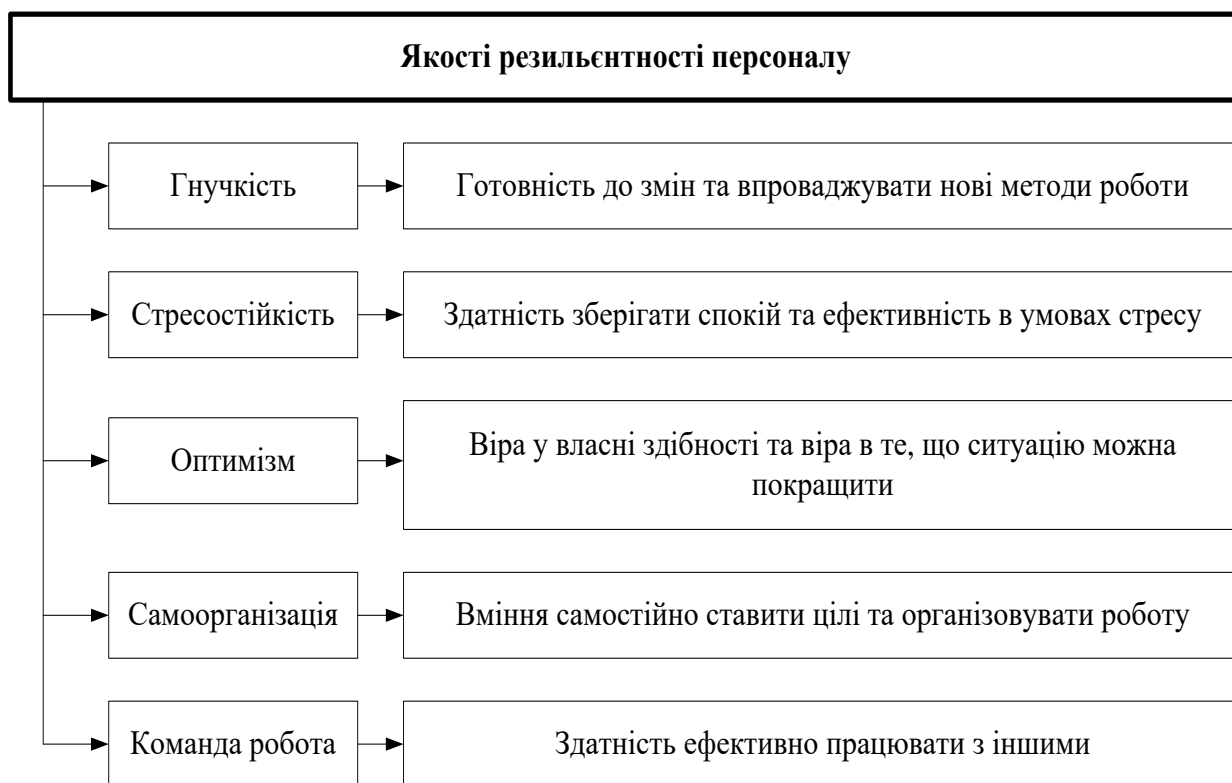 Якості резильєнтності персоналу
Гнучкість
Готовність до змін та впроваджувати нові методи роботи
Стресостійкість
Здатність зберігати спокій та ефективність в умовах стресу
Оптимізм
Віра у власні здібності та віра в те, що ситуацію можна
покращити
Самоорганізація
Вміння самостійно ставити цілі та організовувати роботу
Команда робота
Здатність ефективно працювати з іншими